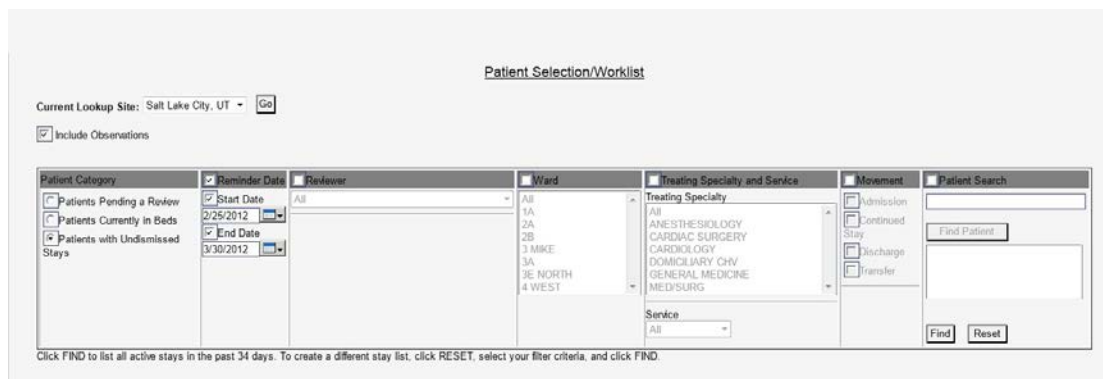 Patient Selection/Worklist
Current Lookup Site: Salt Lake City, UT Go
Include Observations
Patient Category
Patients Pending a Review
Patients Currently in Beds
Patients with Undismissed
Stays
Reminder Date
Start Date
2/25/2012
End Date
3/30/2012
Reviewer
All
Ward
All
1A
2A
2B
3 MIKE
3A
3E NORTH
4 WEST
Treating Specialty and Service
Treating Specialty
All
ANESTHESIOLOGY
CARDIAC SURGERY
CARDIOLOGY
DOMICILIARY CHV
GENERAL MEDICINE
MED/SURG
Service
All
Movement
Admission
Continued
Stay
Discharge
Transfer
Patient Search
Find Patient
Find Reset
Click FIND to list all active stays in the past 34 days. To create a different stay list, click RESET, select your filter criteria, and click FIND.